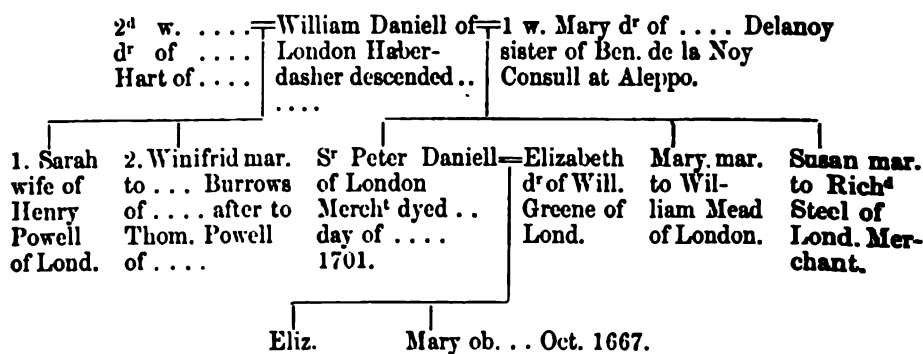 2ᵈ w. . . . .
dʳ of . . . .
Hart of . . . .
William Daniell of
London Haber-
dasher descended . .
. . . .
1 w. Mary dʳ of . . . . Delanoy
sister of Ben. de la Noy
Consull at Aleppo.
1. Sarah
wife of
Henry
Powell
of Lond.
2. Winifrid mar.
to . . . Burrows
of . . . . after to
Thom. Powell
of . . . .
Sʳ Peter Daniell
of London
Merchᵗ dyed . .
day of . . . .
1701.
Elizabeth
dʳ of Will.
Greene of
Lond.
Mary. mar.
to Wil-
liam Mead
of London.
Susan mar.
to Richᵈ
Steel of
Lond. Mer-
chant.
Eliz.
Mary ob. . . Oct. 1667.